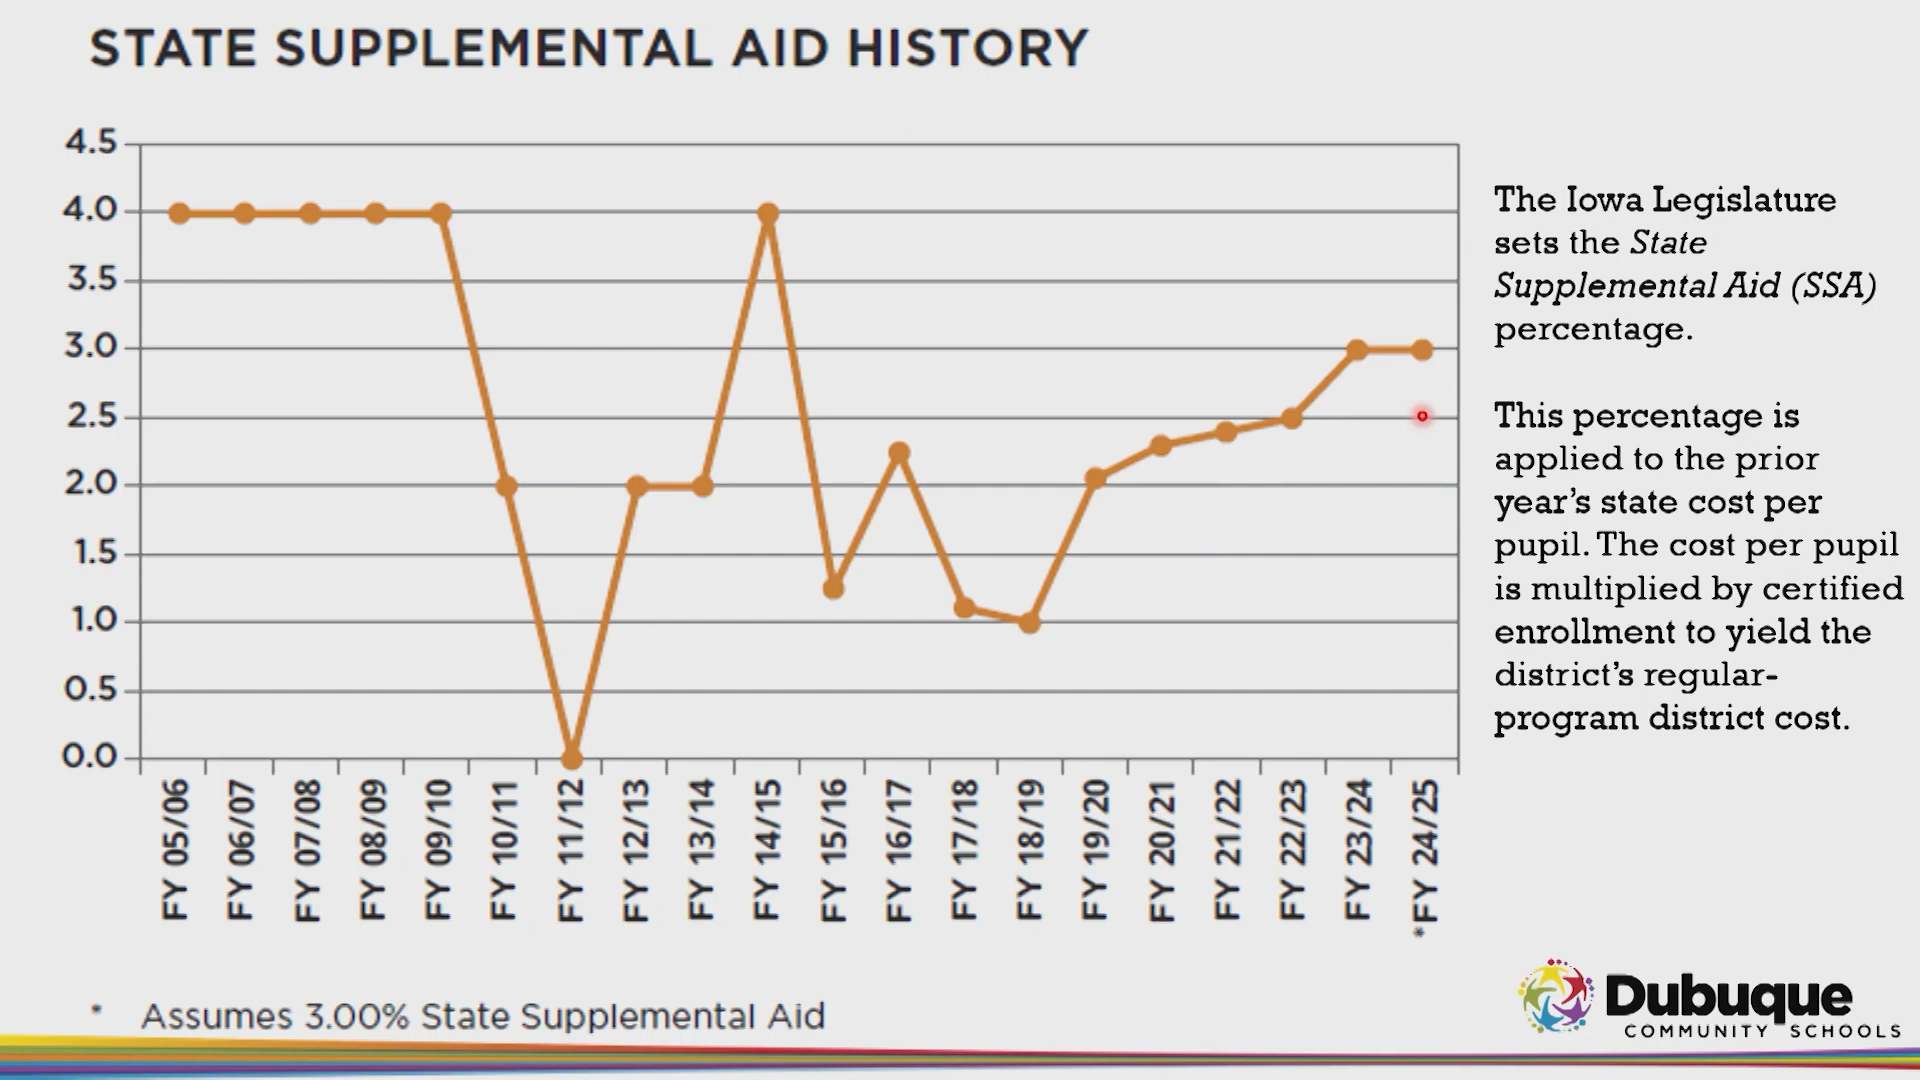 STATE SUPPLEMENTAL AID HISTORY
4.5
4.0
3.5
3.0
2.5
2.0
1.5
1.0
0.5
0.0
FY 05/06
FY 06/07
FY 07/08
FY 08/09
FY 09/10
FY 10/11
FY 11/12
FY 12/13
FY 13/14
FY 14/15
FY 15/16
FY 16/17
FY 17/18
FY 18/19
FY 19/20
FY 20/21
FY 21/22
FY 22/23
FY 23/24
*FY 24/25
The Iowa Legislature
sets the State
Supplemental Aid (SSA)
percentage.
This percentage is
applied to the prior
year's state cost per
pupil. The cost per pupil
is multiplied by certified
enrollment to yield the
district's regular-
program district cost.
* Assumes 3.00% State Supplemental Aid
Dubuque
COMMUNITY SCHOOLS